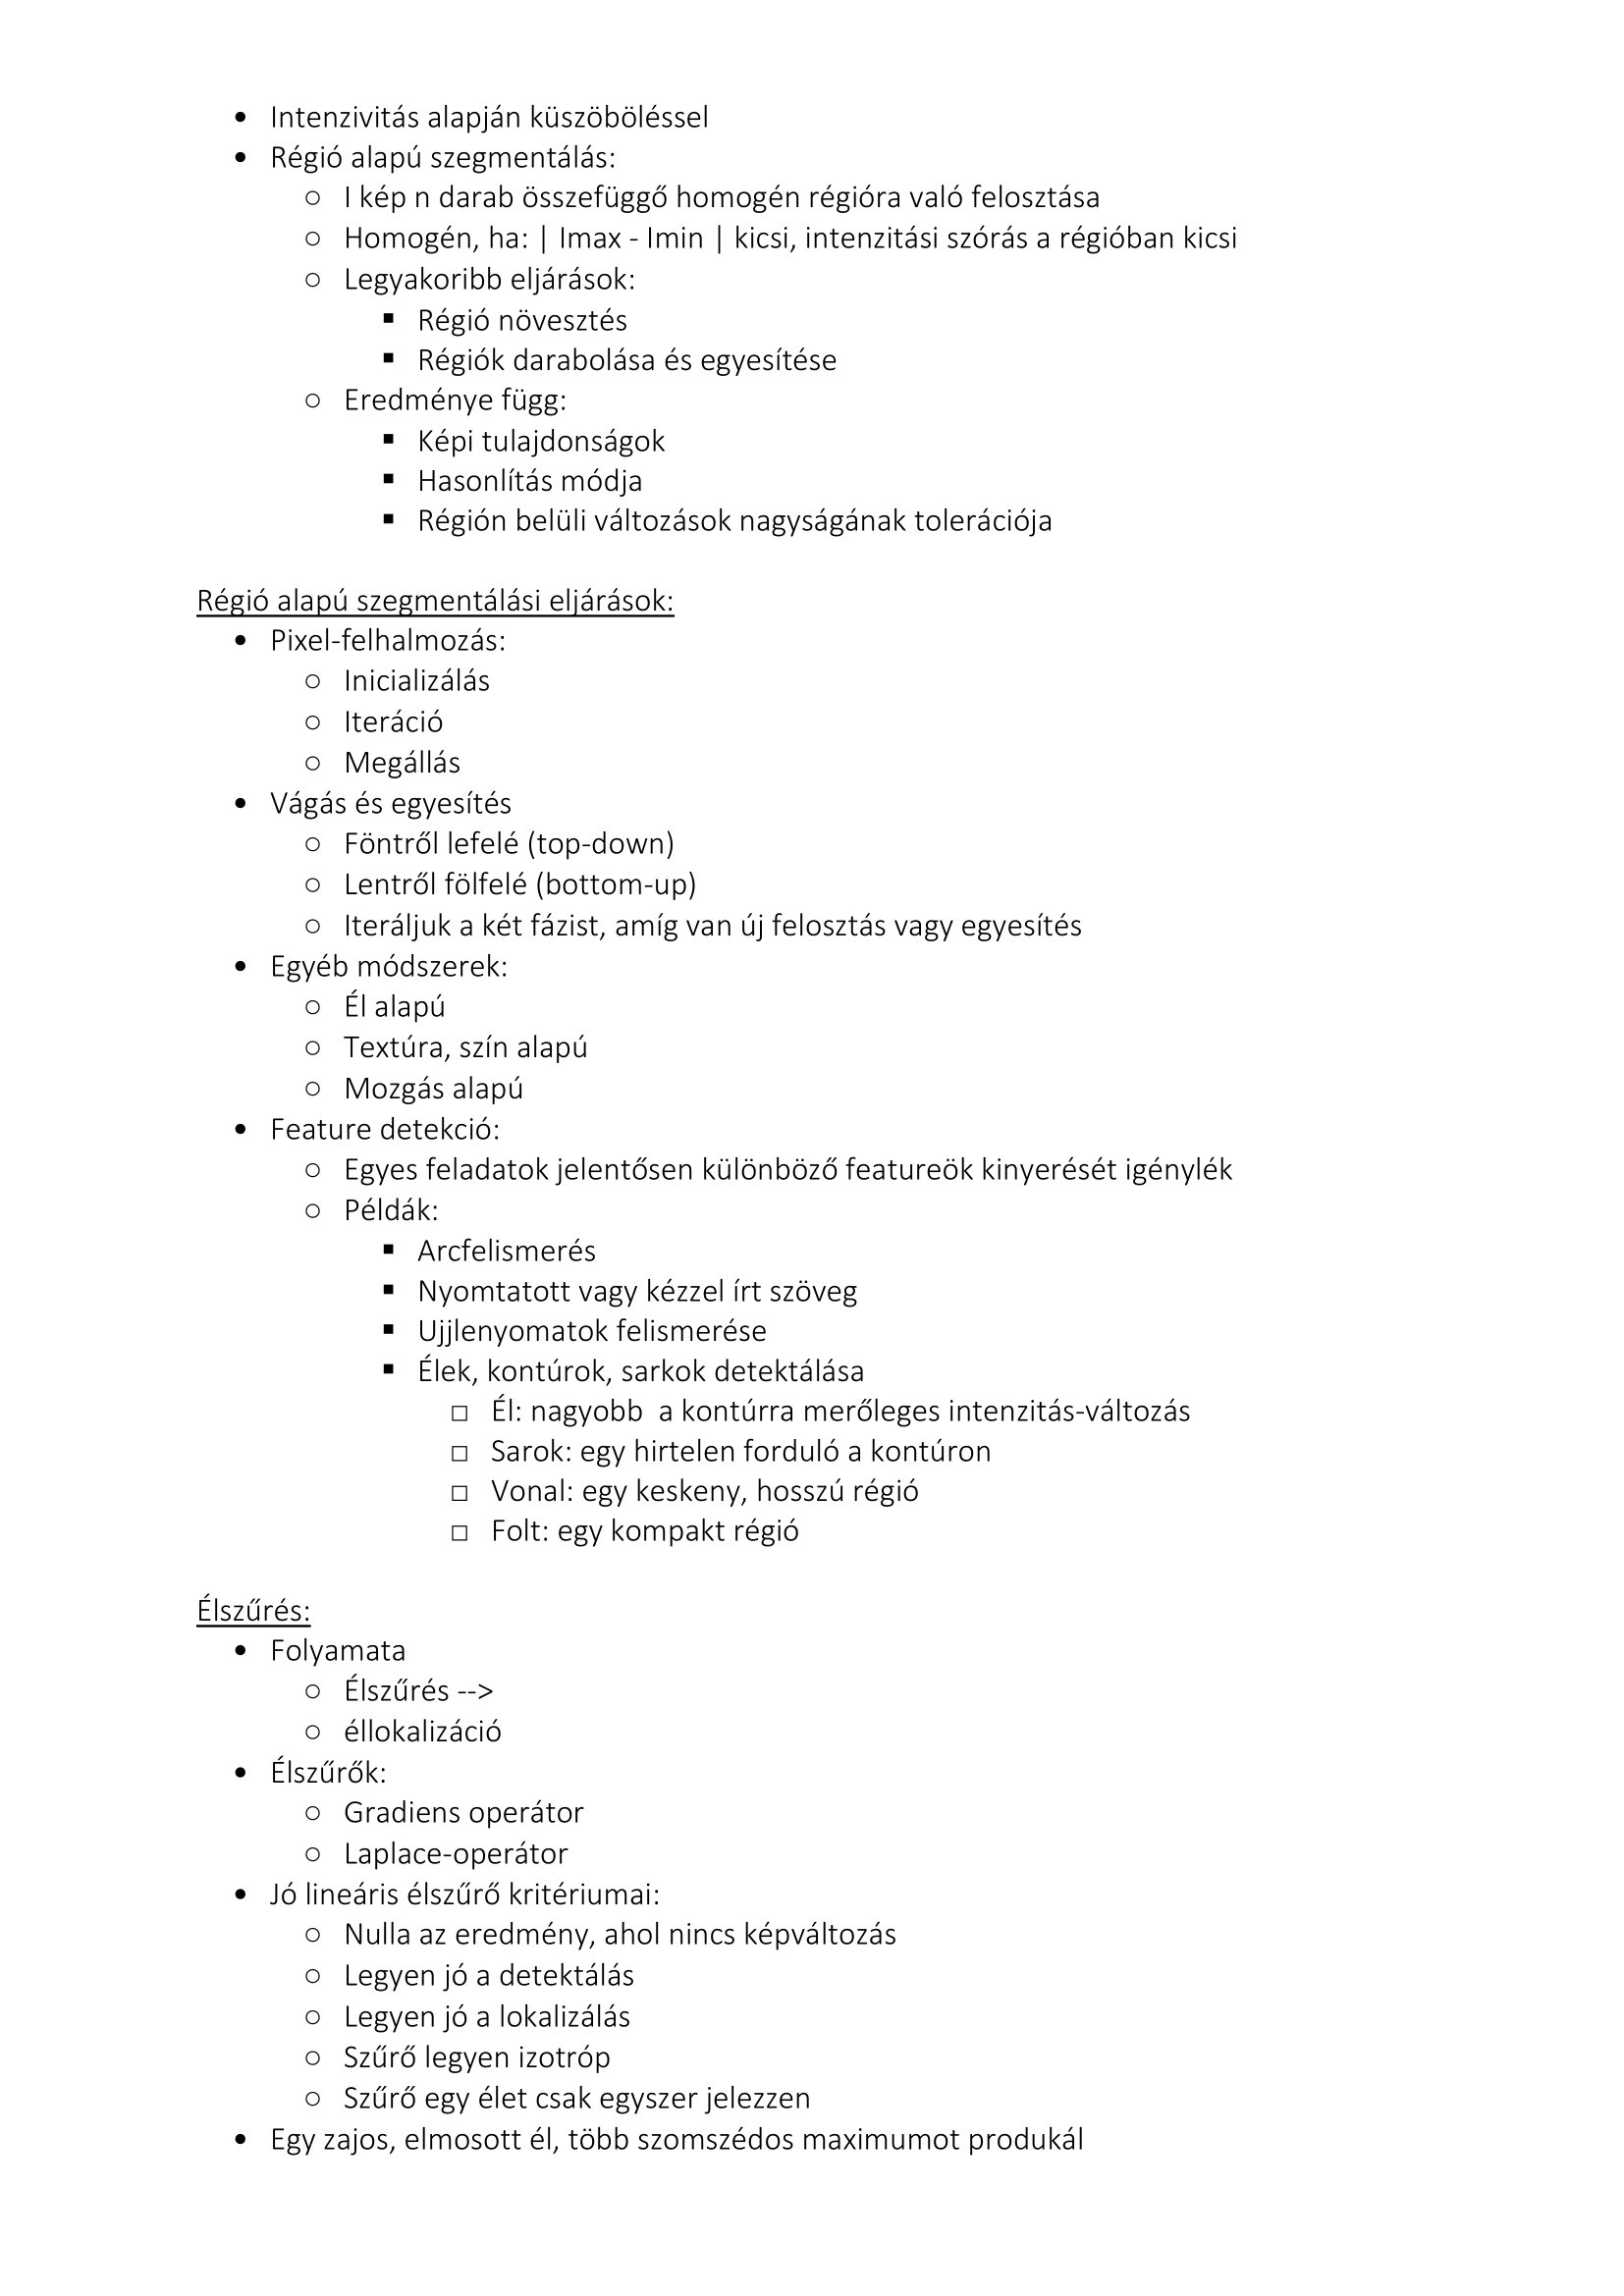 • Intenzivitás alapján küszöböléssel
• Régió alapú szegmentálás:
○ I kép n darab összefüggő homogén régióra való felosztása
○ Homogén, ha: | Imax - Imin | kicsi, intenzitási szórás a régióban kicsi
○ Legyakoribb eljárások:
▪ Régió növesztés
▪ Régiók darabolása és egyesítése
○ Eredménye függ:
▪ Képi tulajdonságok
▪ Hasonlítás módja
▪ Régión belüli változások nagyságának tolerációja
Régió alapú szegmentálási eljárások:
• Pixel-felhalmozás:
○ Inicializálás
○ Iteráció
○ Megállás
• Vágás és egyesítés
○ Föntről lefelé (top-down)
○ Lentről fölfelé (bottom-up)
○ Iteráljuk a két fázist, amíg van új felosztás vagy egyesítés
• Egyéb módszerek:
○ Él alapú
○ Textúra, szín alapú
○ Mozgás alapú
• Feature detekció:
○ Egyes feladatok jelentősen különböző featureök kinyerését igénylék
○ Példák:
▪ Arcfelismerés
▪ Nyomtatott vagy kézzel írt szöveg
▪ Ujjlenyomatok felismerése
▪ Élek, kontúrok, sarkok detektálása
□ Él: nagyobb  a kontúrra merőleges intenzitás-változás
□ Sarok: egy hirtelen forduló a kontúron
□ Vonal: egy keskeny, hosszú régió
□ Folt: egy kompakt régió
Élszűrés:
• Folyamata
○ Élszűrés -->
○ éllokalizáció
• Élszűrők:
○ Gradiens operátor
○ Laplace-operátor
• Jó lineáris élszűrő kritériumai:
○ Nulla az eredmény, ahol nincs képváltozás
○ Legyen jó a detektálás
○ Legyen jó a lokalizálás
○ Szűrő legyen izotróp
○ Szűrő egy élet csak egyszer jelezzen
• Egy zajos, elmosott él, több szomszédos maximumot produkál